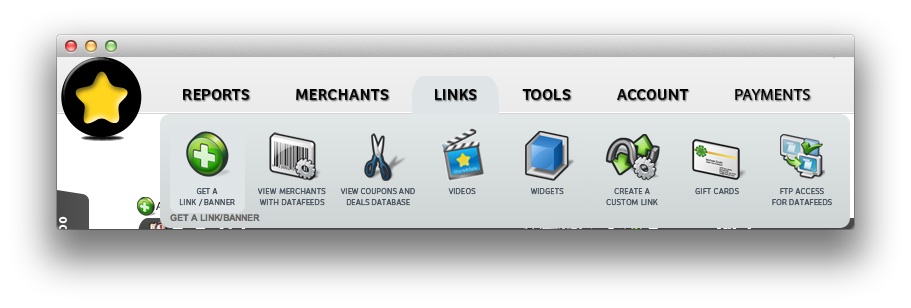 REPORTS MERCHANTS LINKS TOOLS ACCOUNT PAYMENTS
GET A
LINK / BANNER
VIEW MERCHANTS
WITH DATAFEEDS
VIEW COUPONS AND
DEALS DATABASE
VIDEOS
WIDGETS
CREATE A
CUSTOM LINK
GIFT CARDS
FTP ACCESS
FOR DATAFEEDS
GET A LINK/BANNER